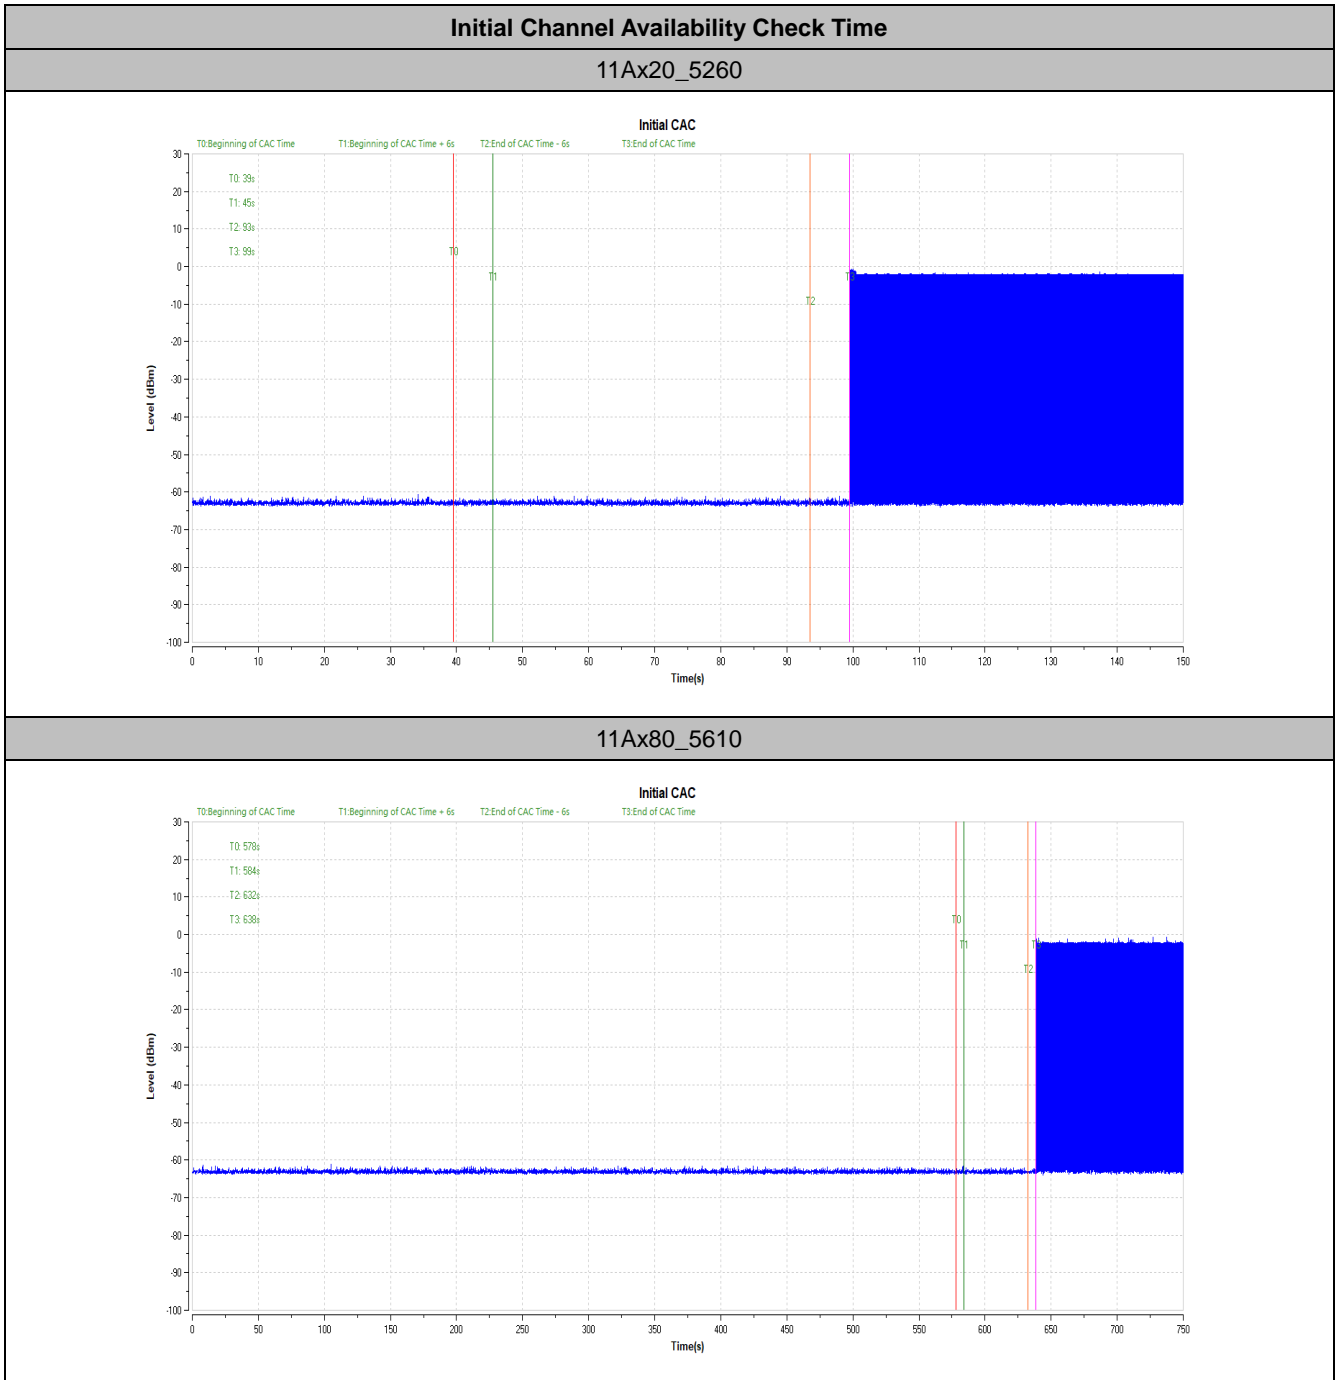 Initial Channel Availability Check Time
11Ax20_5260
Initial CAC
T0:Beginning of CAC Time T1:Beginning of CAC Time + 6s T2:End of CAC Time - 6s T3:End of CAC Time
30
T0: 39s
20
T1: 45s
10
T2: 93s
T3: 99s
T0
0
T1
T3
-10
T2
-20
-30
Level (dBm)
-40
-50
-60
-70
-80
-90
-100
0 10 20 30 40 50 60 70 80 90 100 110 120 130 140 150
Time(s)
11Ax80_5610
Initial CAC
T0:Beginning of CAC Time T1:Beginning of CAC Time + 6s T2:End of CAC Time - 6s T3:End of CAC Time
30
T0: 578s
20
T1: 584s
10
T2: 632s
T3: 638s
T0
0
T1
T3
-10
T2
-20
-30
Level (dBm)
-40
-50
-60
-70
-80
-90
-100
0 50 100 150 200 250 300 350 400 450 500 550 600 650 700 750
Time(s)